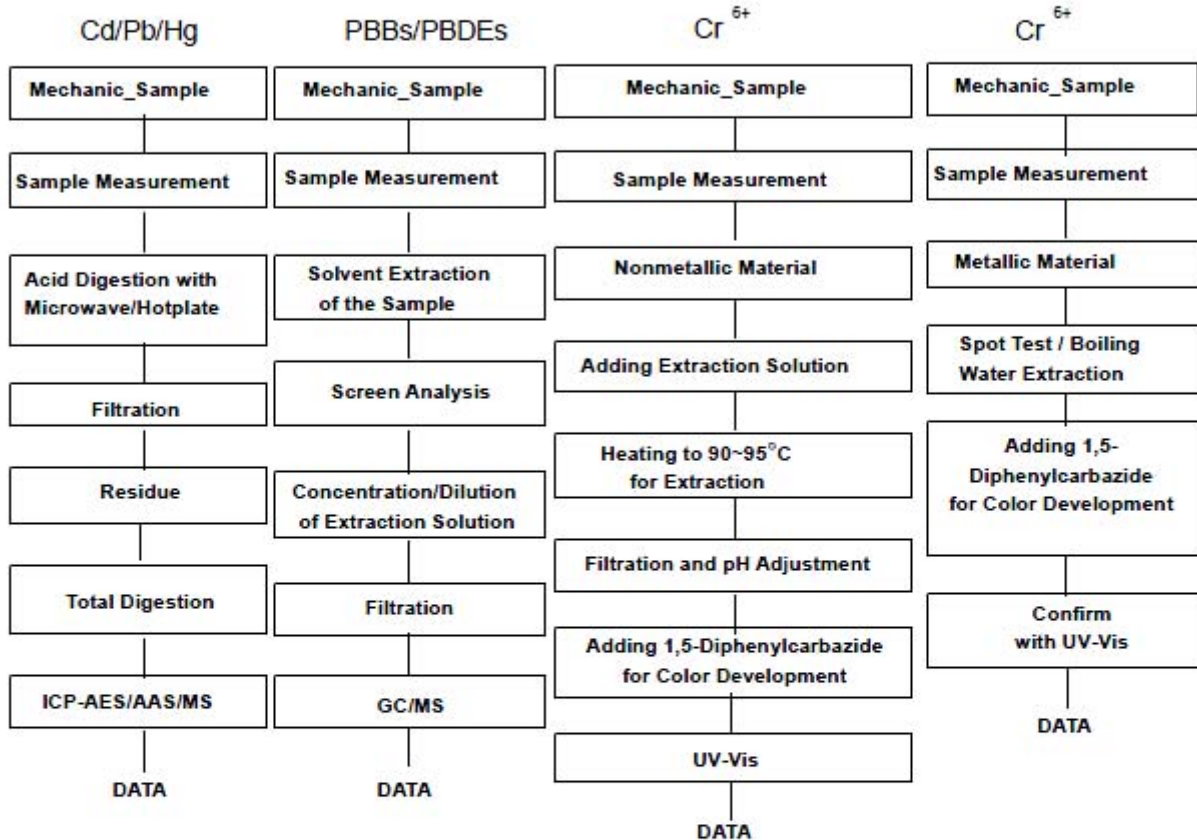 Cd/Pb/Hg
Mechanic_Sample
Sample Measurement
Acid Digestion with
Microwave/Hotplate
Filtration
Residue
Total Digestion
ICP-AES/AAS/MS
DATA
PBBs/PBDEs
Mechanic_Sample
Sample Measurement
Solvent Extraction
of the Sample
Screen Analysis
Concentration/Dilution
of Extraction Solution
Filtration
GC/MS
DATA
Cr 6+
Mechanic_Sample
Sample Measurement
Nonmetallic Material
Adding Extraction Solution
Heating to 90~95°C
for Extraction
Filtration and pH Adjustment
Adding 1,5-Diphenylcarbazide
for Color Development
UV-Vis
DATA
Cr 6+
Mechanic_Sample
Sample Measurement
Metallic Material
Spot Test / Boiling
Water Extraction
Adding 1,5-
Diphenylcarbazide
for Color Development
Confirm
with UV-Vis
DATA